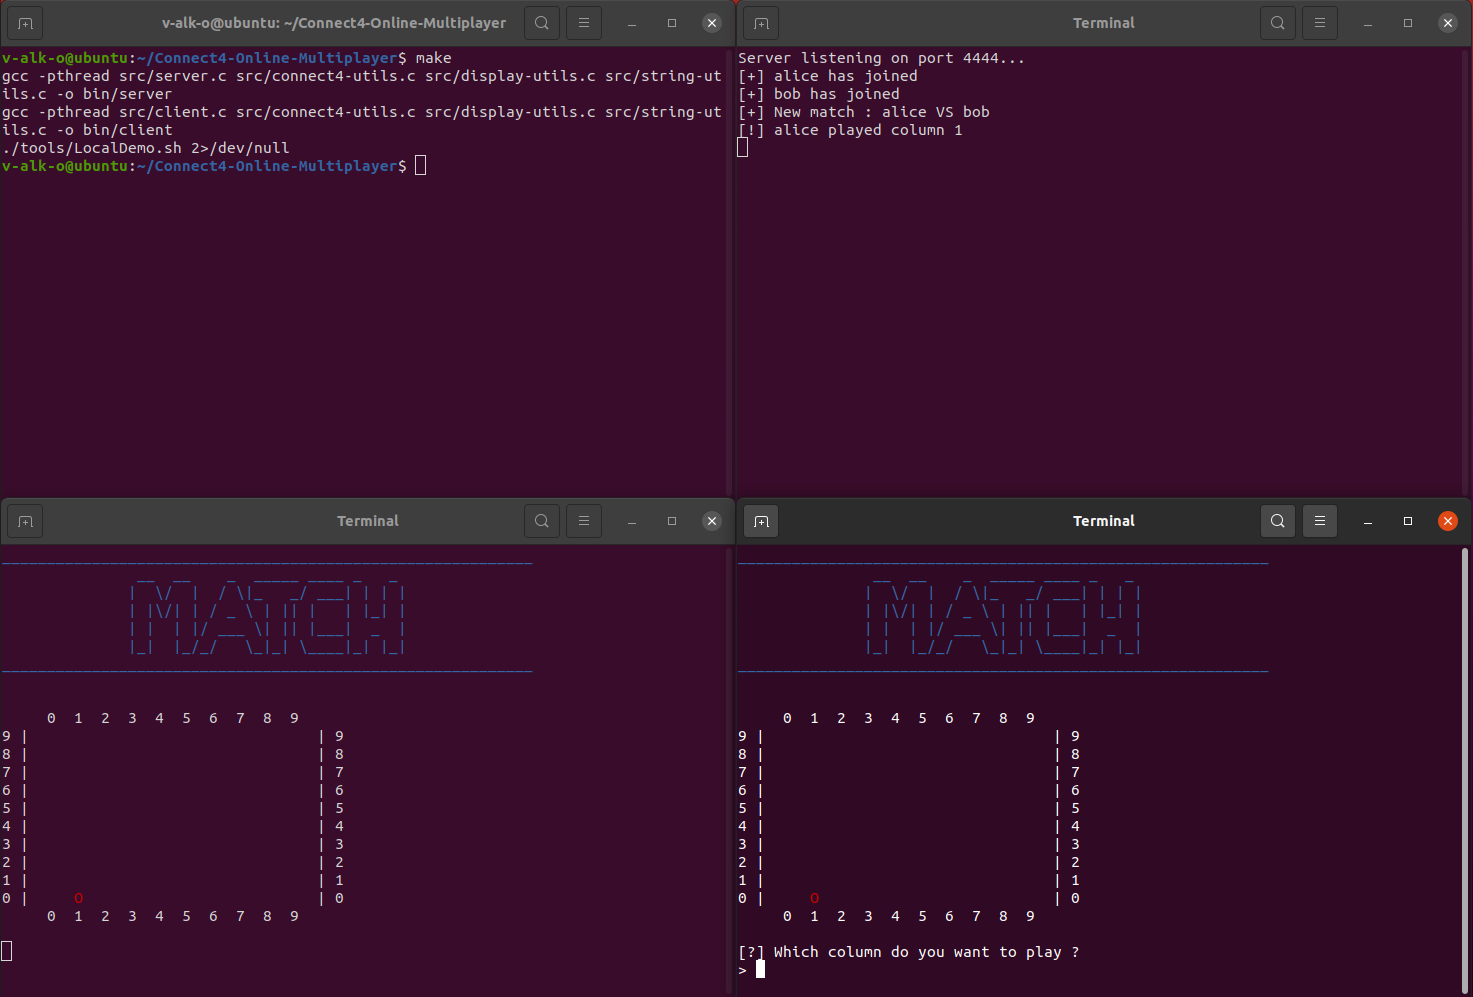 v-alk-o@ubuntu: ~/Connect4-Online-Multiplayer
v-alk-o@ubuntu:~/Connect4-Online-Multiplayer$ make
gcc -pthread src/server.c src/connect4-utils.c src/display-utils.c src/string-ut
ils.c -o bin/server
gcc -pthread src/client.c src/connect4-utils.c src/display-utils.c src/string-ut
ils.c -o bin/client
./tools/LocalDemo.sh 2>/dev/null
v-alk-o@ubuntu:~/Connect4-Online-Multiplayer$
Terminal
Server listening on port 4444...
[+] alice has joined
[+] bob has joined
[+] New match : alice VS bob
[!] alice played column 1
Terminal
MATCH
0 1 2 3 4 5 6 7 8 9
9 | | 9
8 | | 8
7 | | 7
6 | | 6
5 | | 5
4 | | 4
3 | | 3
2 | | 2
1 | | 1
0 | O | 0
0 1 2 3 4 5 6 7 8 9
Terminal
MATCH
0 1 2 3 4 5 6 7 8 9
9 | | 9
8 | | 8
7 | | 7
6 | | 6
5 | | 5
4 | | 4
3 | | 3
2 | | 2
1 | | 1
0 | O | 0
0 1 2 3 4 5 6 7 8 9
[?] Which column do you want to play ?
>